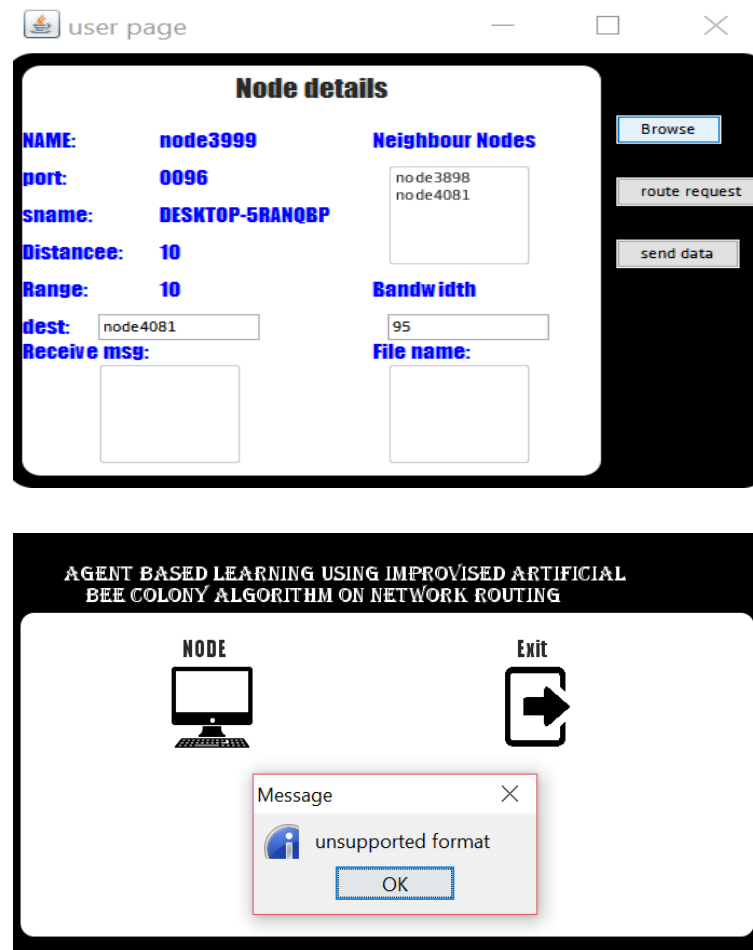 user page
Node details
NAME: node3999 Neighbour Nodes
Browse
port: 0096
node3898
node4081
route request
sname: DESKTOP-5RANQBP
Distancee: 10
send data
Range: 10 Bandwidth
dest: node4081 95
Receive msg: File name:
AGENT BASED LEARNING USING IMPROVISED ARTIFICIAL
BEE COLONY ALGORITHM ON NETWORK ROUTING
NODE Exit
Message
unsupported format
OK